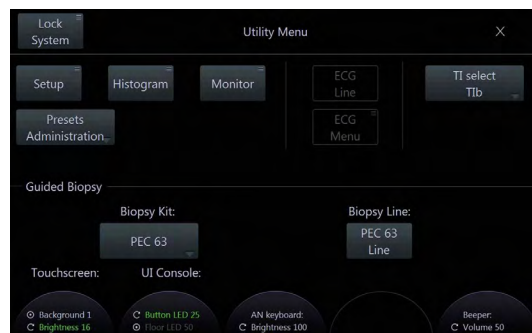 Lock
System
Utility Menu
X
Setup
Histogram
Monitor
ECG
Line
TI select
TIb
Presets
Administration
ECG
Menu
Guided Biopsy
Biopsy Kit:
Biopsy Line:
PEC 63
PEC 63
Line
Touchscreen:
UI Console:
Background 1
Brightness 16
Button LED 25
Floor LED 50
AN keyboard:
Brightness 100
Beeper:
Volume 50